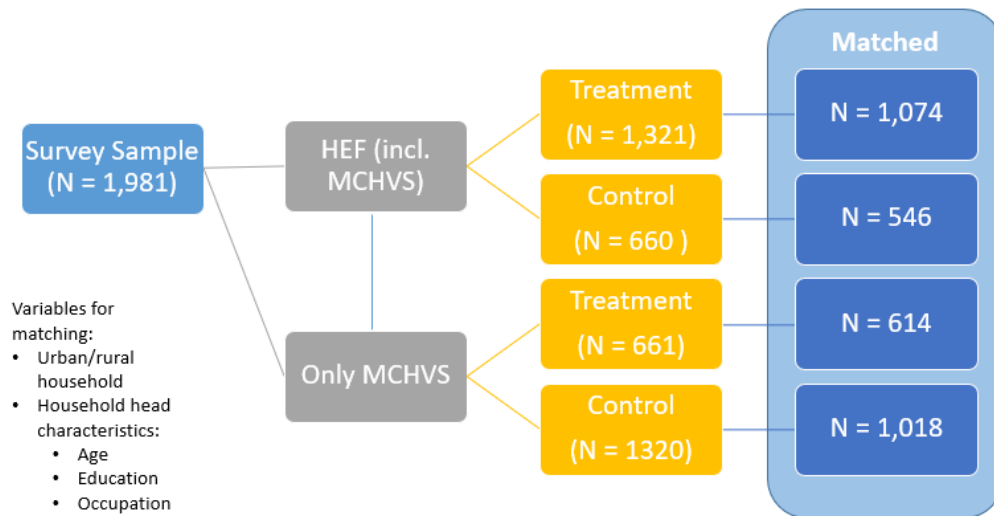 Matched
Survey Sample
(N = 1,981)
HEF (incl.
MCHVS)
Treatment
(N = 1,321)
N = 1,074
Control
(N = 660 )
N = 546
Only MCHVS
Treatment
(N = 661)
N = 614
Control
(N = 1320)
N = 1,018
Variables for
matching:
• Urban/rural
household
• Household head
characteristics:
• Age
• Education
• Occupation